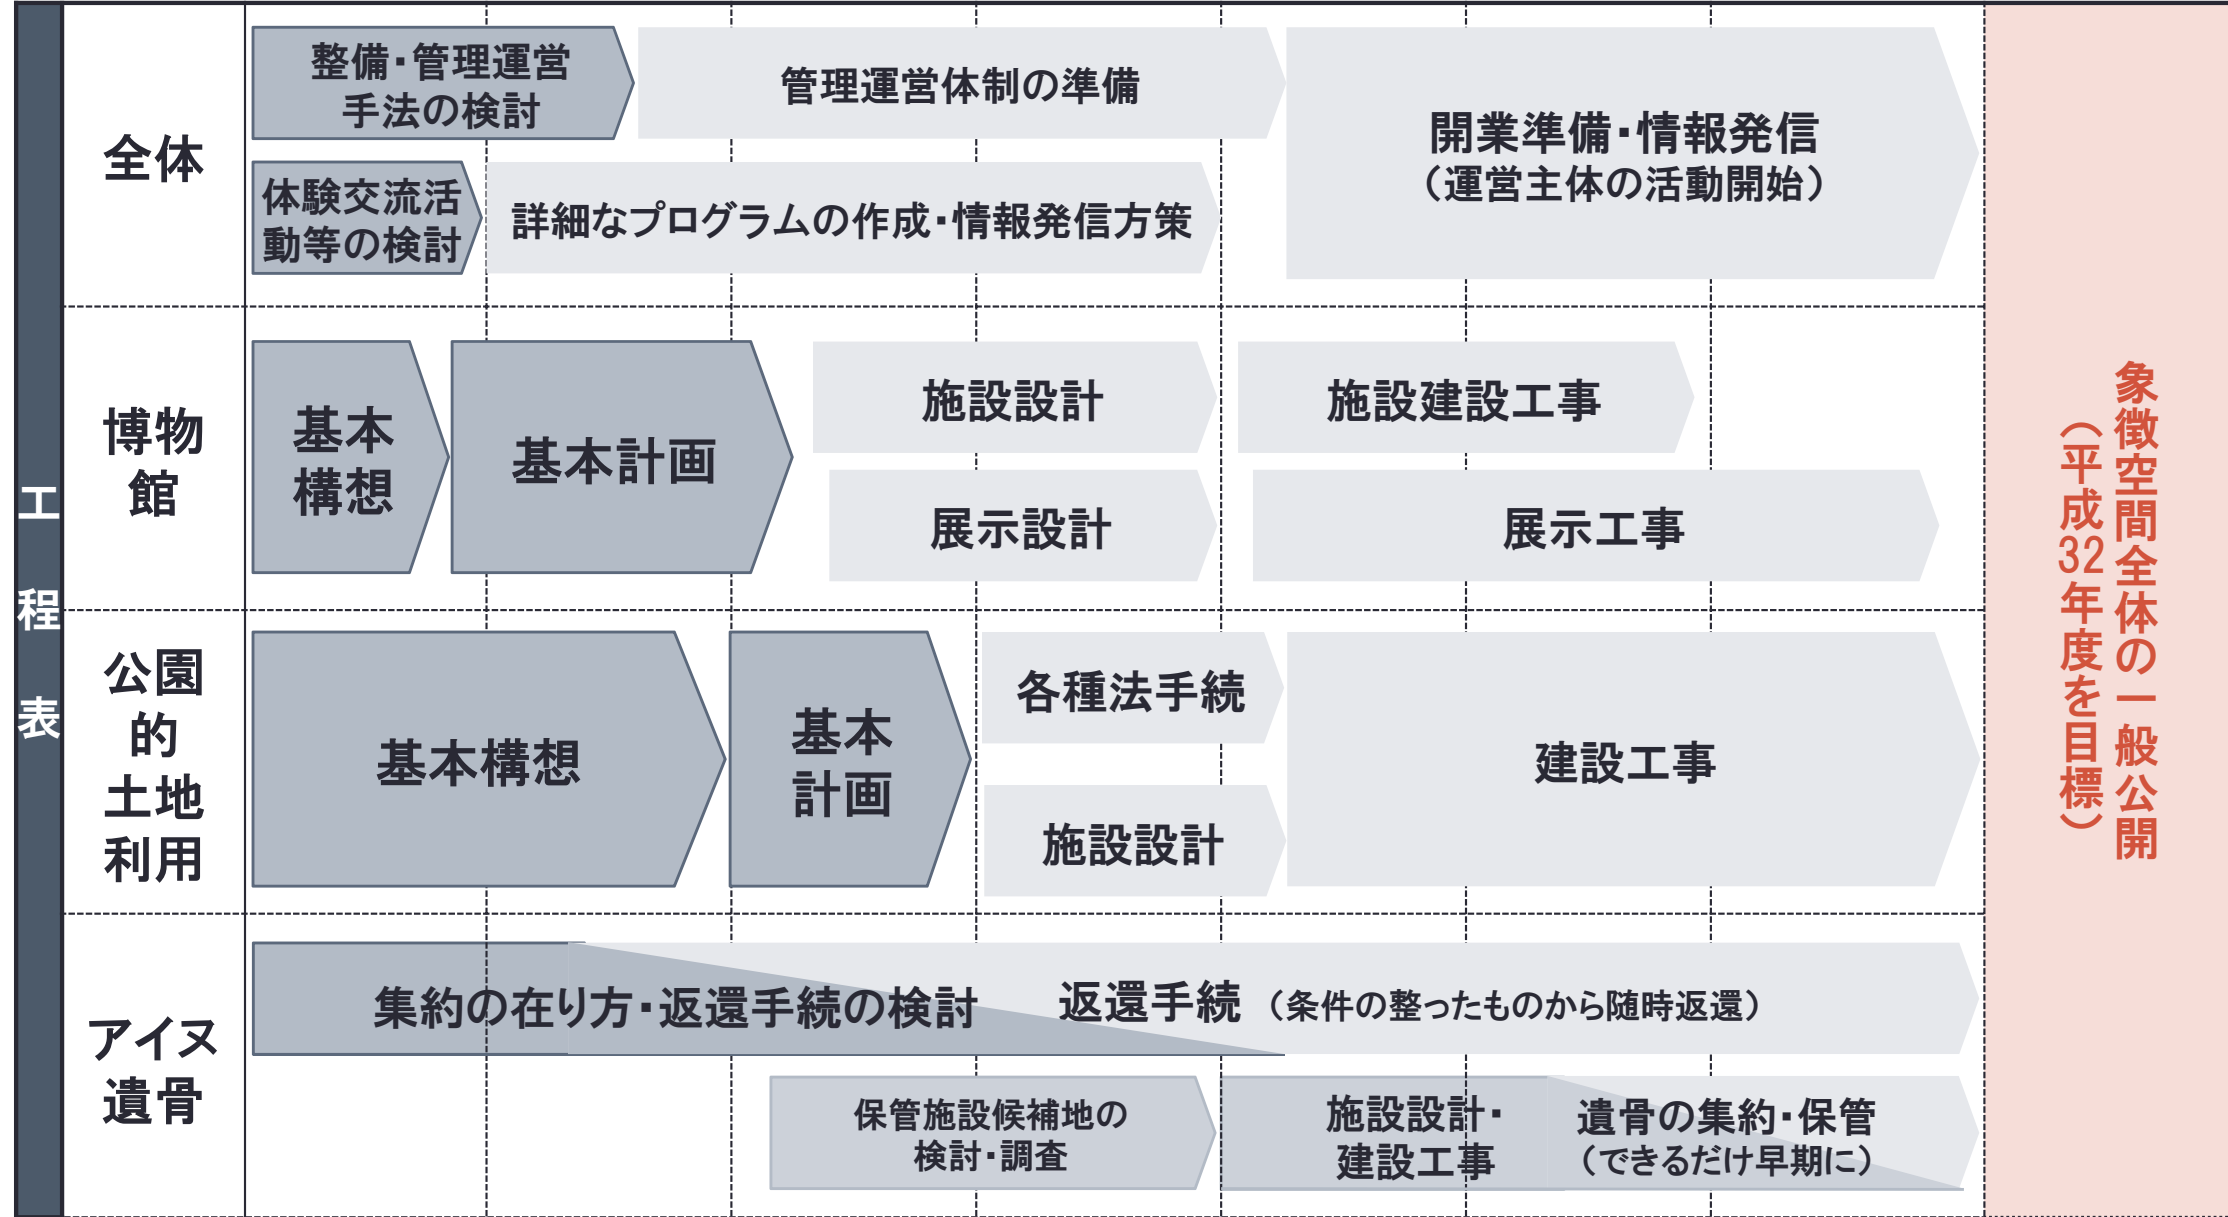 工程表
全体
整備・管理運営
手法の検討
管理運営体制の準備
開業準備・情報発信
（運営主体の活動開始）
体験交流活
動等の検討
詳細なプログラムの作成・情報発信方策
博物
館
基本
構想
基本計画
施設設計
施設建設工事
展示設計
展示工事
公園
的
土地
利用
基本構想
基本
計画
各種法手続
施設設計
建設工事
アイヌ
遺骨
集約の在り方・返還手続の検討
返還手続（条件の整ったものから随時返還）
保管施設候補地の
検討・調査
施設設計・
建設工事
遺骨の集約・保管
（できるだけ早期に）
象徴空間全体の一般公開
（平成32年度を目標）